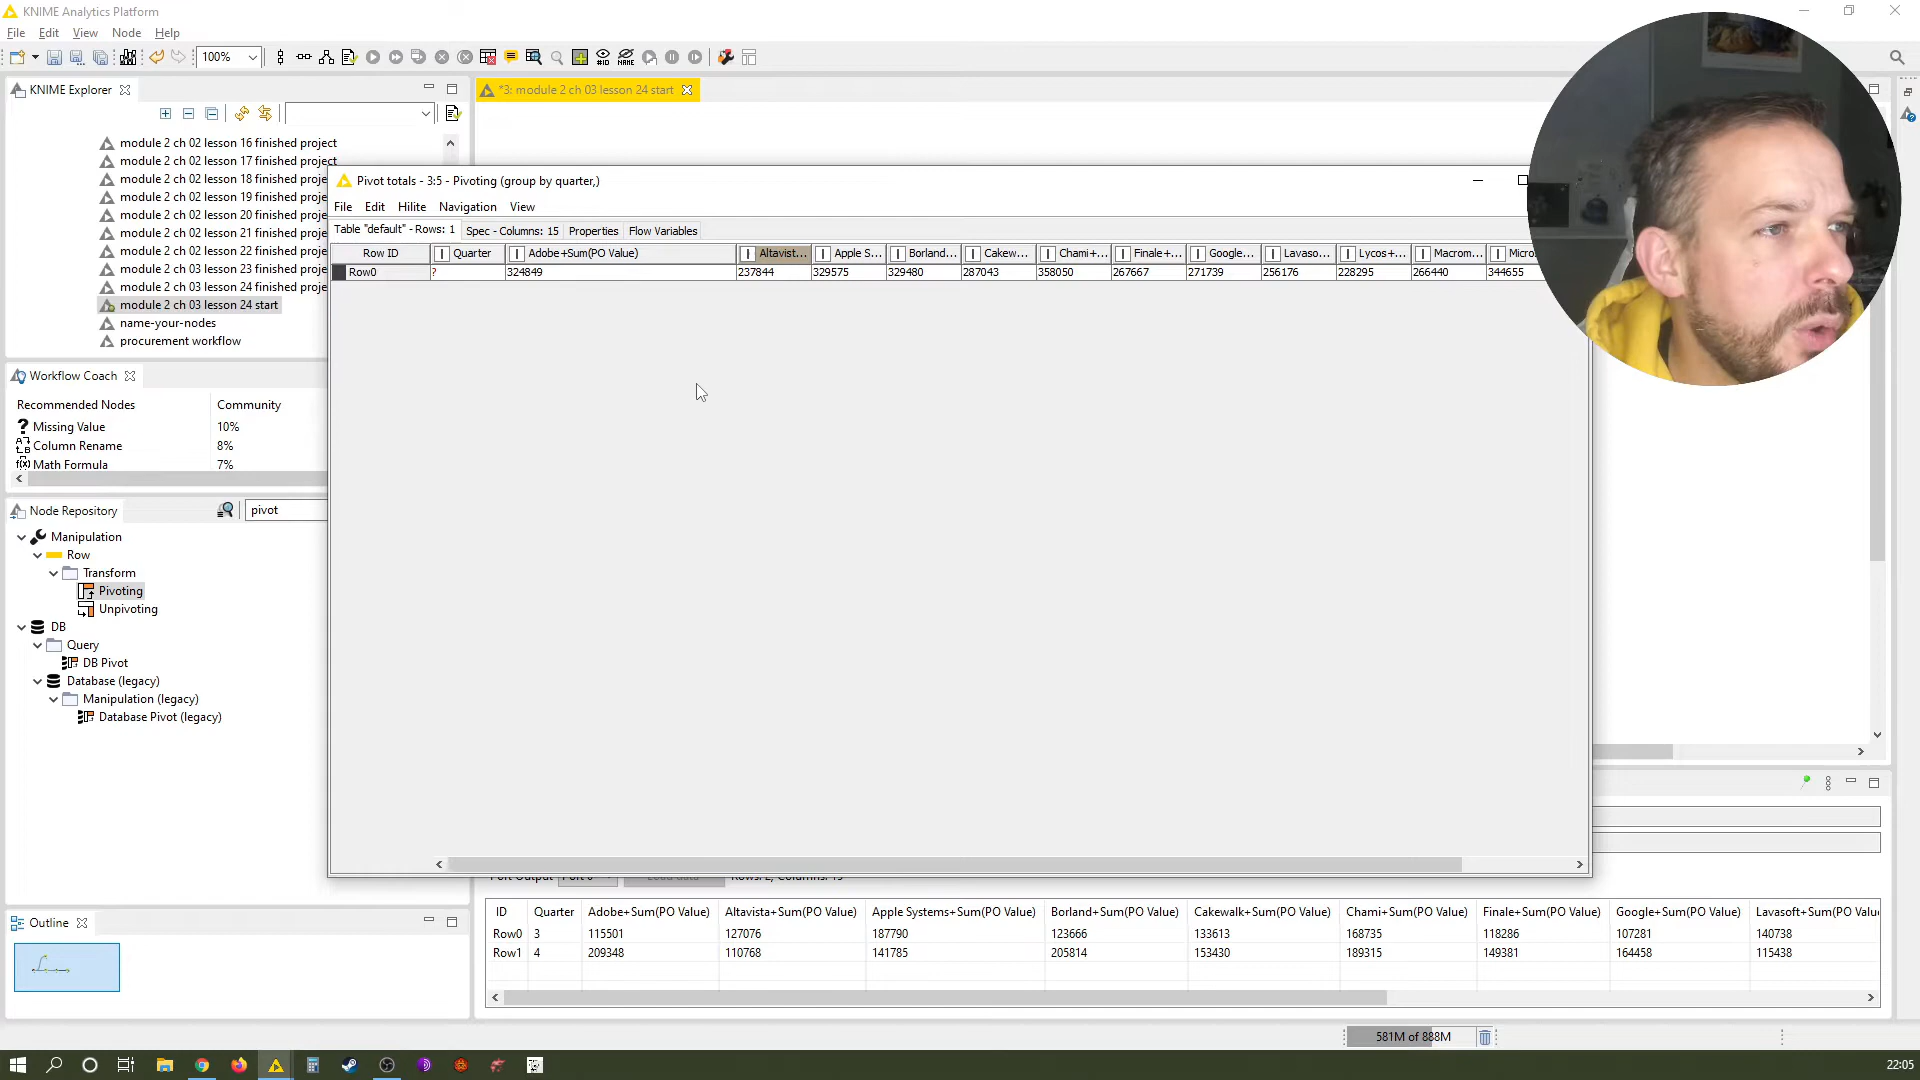 KNIME Analytics Platform
File Edit View Node Help
100%
KNIME Explorer
*3: module 2 ch 03 lesson 24 start
module 2 ch 02 lesson 16 finished project
module 2 ch 02 lesson 17 finished project
module 2 ch 02 lesson 18 finished proje
module 2 ch 02 lesson 19 finished proje
module 2 ch 02 lesson 20 finished proje
module 2 ch 02 lesson 21 finished proje
module 2 ch 02 lesson 22 finished proje
module 2 ch 03 lesson 23 finished proje
module 2 ch 03 lesson 24 finished proje
module 2 ch 03 lesson 24 start
name-your-nodes
procurement workflow
Pivot totals - 3:5 - Pivoting (group by quarter,)
File Edit Hilite Navigation View
Table "default" - Rows: 1 Spec - Columns: 15 Properties Flow Variables
Row ID Quarter Adobe+Sum(PO Value) Altavist... Apple S... Borland... Cakew... Chami+... Finale+... Google... Lavaso... Lycos+... Macrom... Micro
Row0 ? 324849 237844 329575 329480 287043 358050 267667 271739 256176 228295 266440 344655
Workflow Coach
Recommended Nodes Community
Missing Value 10%
Column Rename 8%
Math Formula 7%
Node Repository pivot
Manipulation
Row
Transform
Pivoting
Unpivoting
DB
Query
DB Pivot
Database (legacy)
Manipulation (legacy)
Database Pivot (legacy)
Outline
ID Quarter Adobe+Sum(PO Value) Altavista+Sum(PO Value) Apple Systems+Sum(PO Value) Borland+Sum(PO Value) Cakewalk+Sum(PO Value) Chami+Sum(PO Value) Finale+Sum(PO Value) Google+Sum(PO Value) Lavasoft+Sum(PO Valu
Row0 3 115501 127076 187790 123666 133613 168735 118286 107281 140738
Row1 4 209348 110768 141785 205814 153430 189315 149381 164458 115438
581M of 888M
22:05